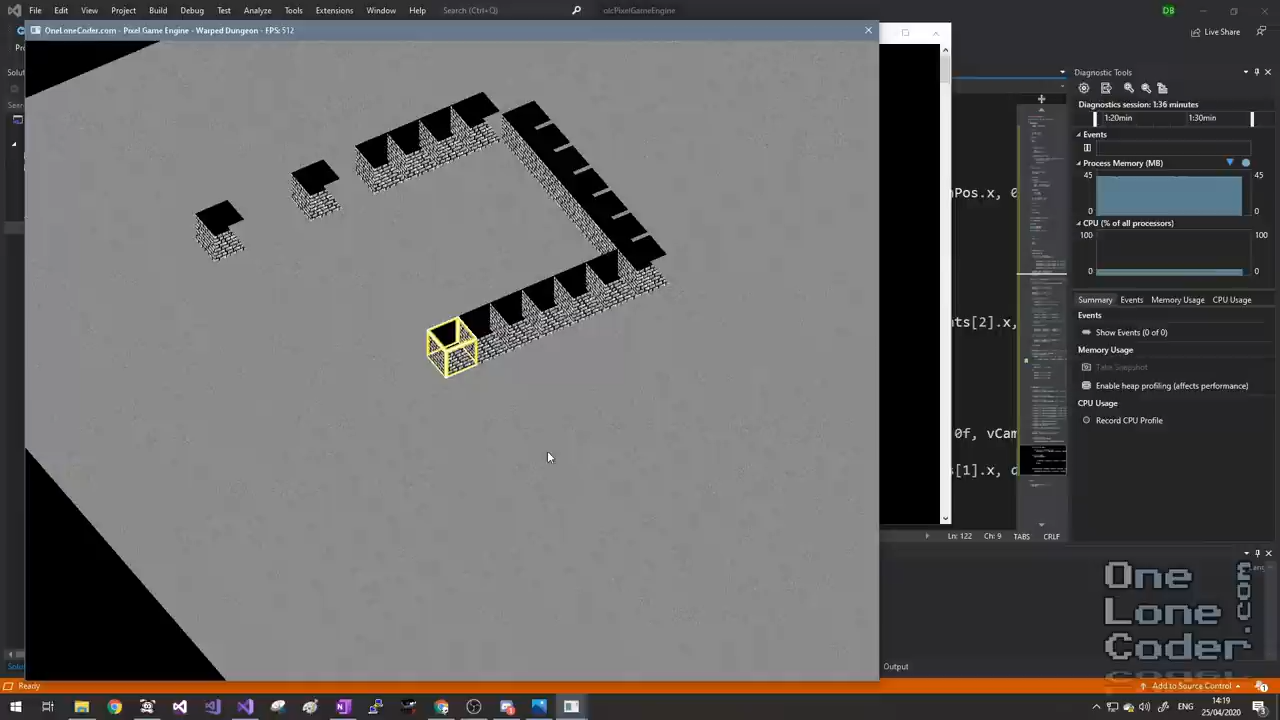 File Edit View Project Build Debug Test Analyze Tools Extensions Window Help Search (Ctrl+Q) olcPixelGameEngine DB
OneLoneCoder.com - Pixel Game Engine - Warped Dungeon - FPS: 512
Live Share
Diagnostic Tools
Diagnostics session: 1:36 minutes
1:20min 1:30min
Events
Process Memory (MB)
45 45
0 0
CPU (% of all processors)
100 100
0 0
Summary Events Memory Usage CPU Usage
Events
Show Events (0 of 0)
Memory Usage
Take Snapshot
Enable heap profiling (affects performance)
CPU Usage
Record CPU Profile
nPos.x, 0
ts[2].x,
0f, vCam
s[1].x, d
Ln: 122 Ch: 9 TABS CRLF
Output
One
Lone
Coder
.com
Ready
Add to Source Control
ENG
14:19
25/04/2020